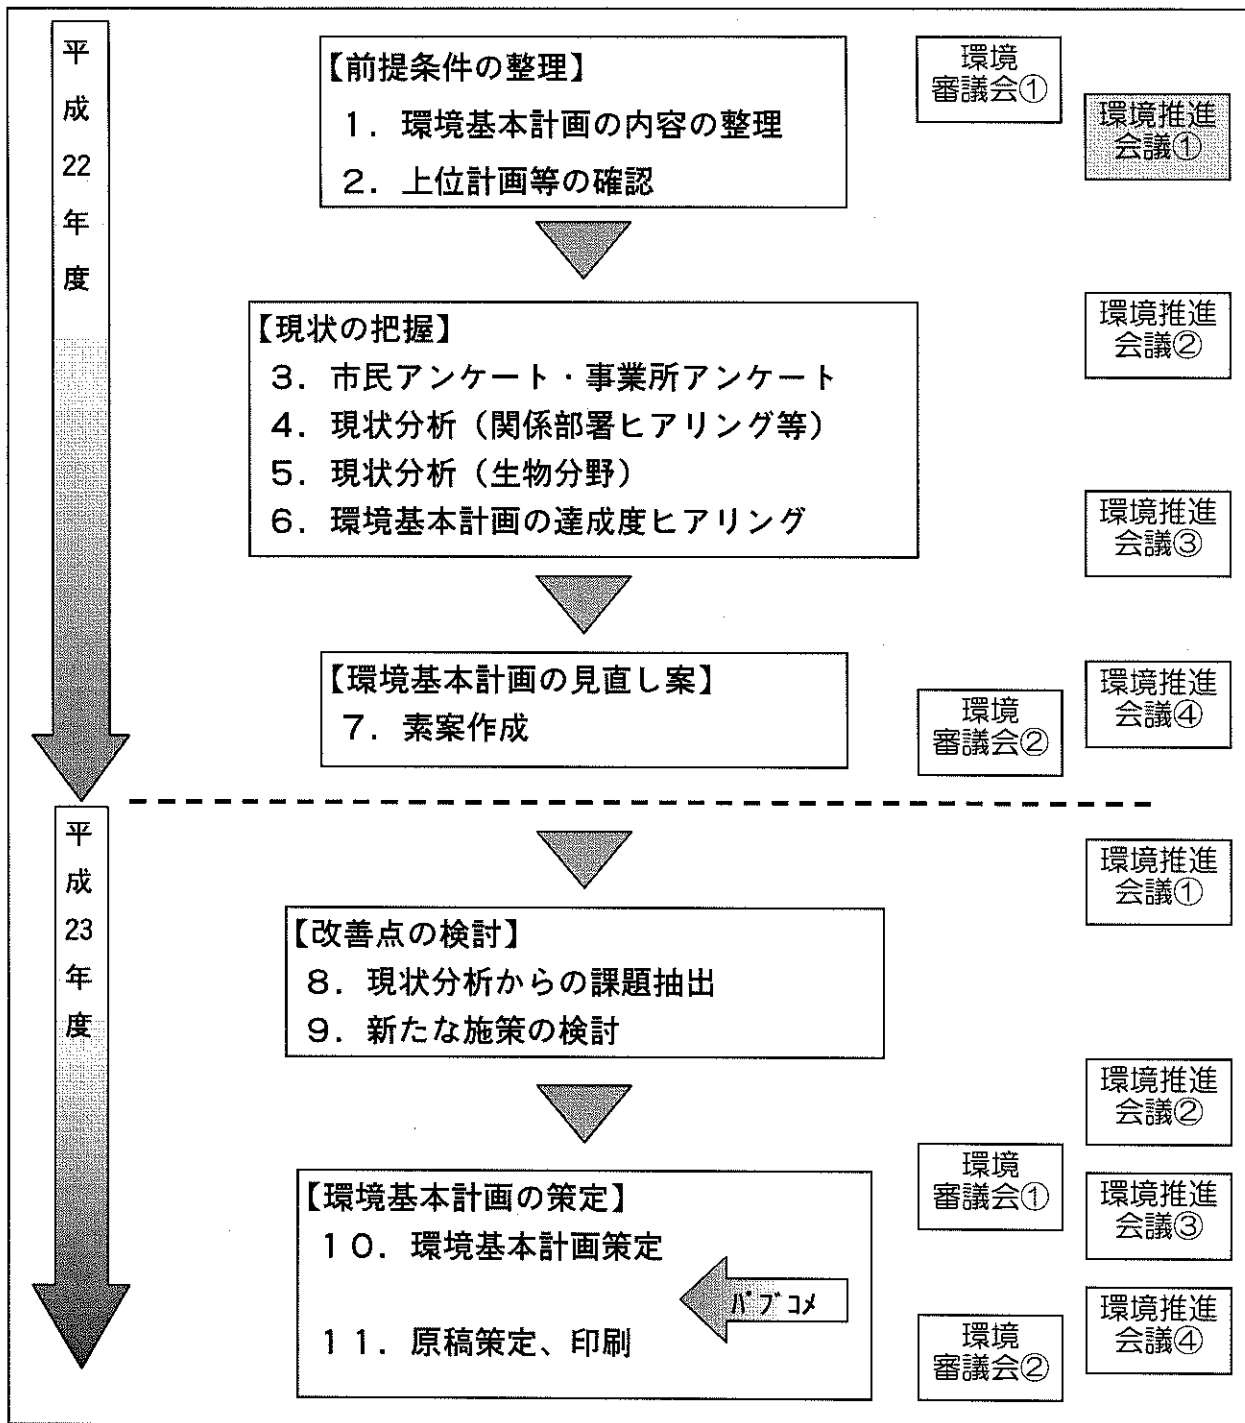 平成22年度
【前提条件の整理】
１．環境基本計画の内容の整理
２．上位計画等の確認
環境
審議会①
環境推進
会議①
【現状の把握】
３．市民アンケート・事業所アンケート
４．現状分析（関係部署ヒアリング等）
５．現状分析（生物分野）
６．環境基本計画の達成度ヒアリング
環境推進
会議②
環境推進
会議③
【環境基本計画の見直し案】
７．素案作成
環境
審議会②
環境推進
会議④
平成23年度
環境推進
会議①
【改善点の検討】
８．現状分析からの課題抽出
９．新たな施策の検討
環境推進
会議②
【環境基本計画の策定】
１０．環境基本計画策定
ﾊﾟﾌﾞｺﾒ
１１．原稿策定、印刷
環境
審議会①
環境推進
会議③
環境
審議会②
環境推進
会議④